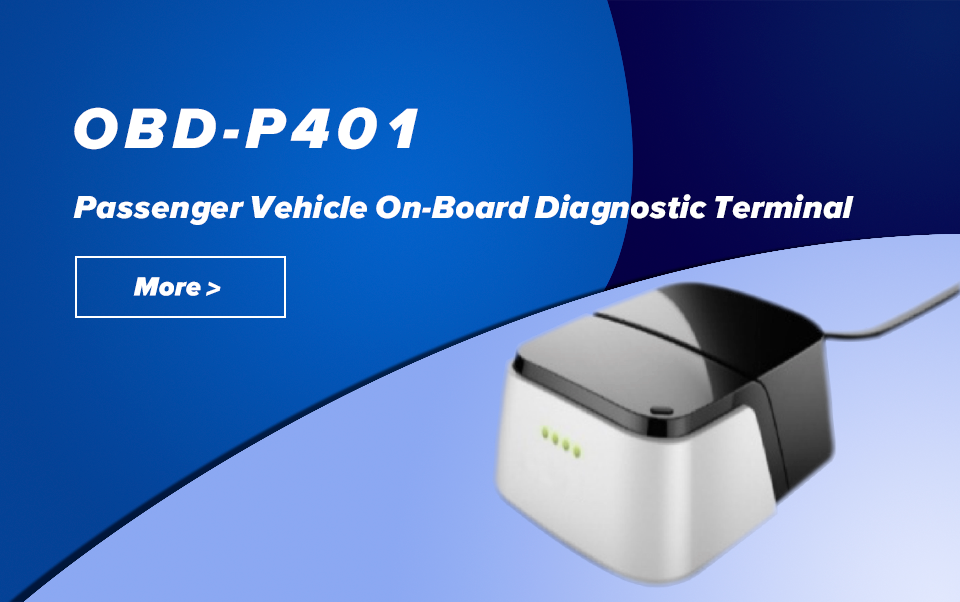 OBD-P401
Passenger Vehicle On-Board Diagnostic Terminal
More >